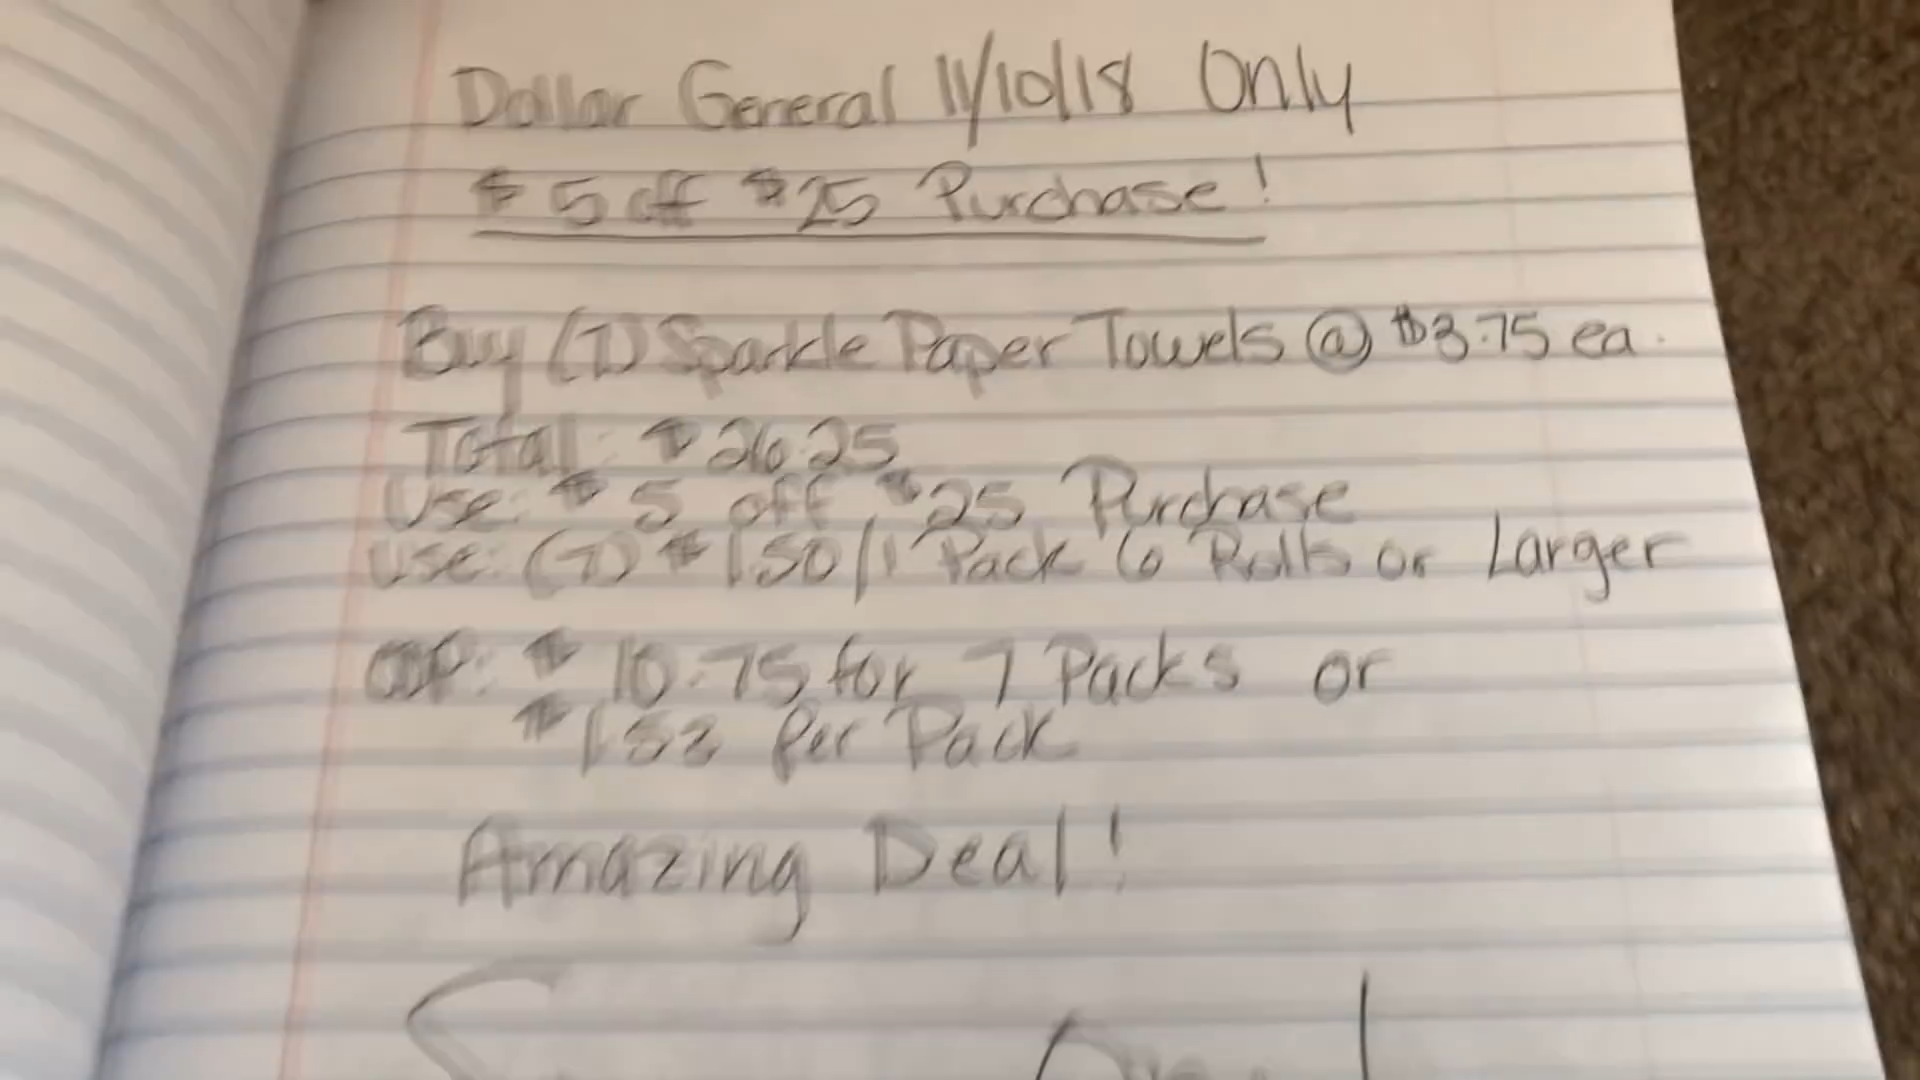 Dollar General 11/10/18 Only
$5 off $25 Purchase!
Buy (7) Sparkle Paper Towels @ $3.75 ea.
Total: $26.25
Use: $5 off $25 Purchase
Use: (7) $1.50/1 Pack 6 Rolls or Larger
OOP: $10.75 for 7 Packs or
$1.53 Per Pack
Amazing Deal!